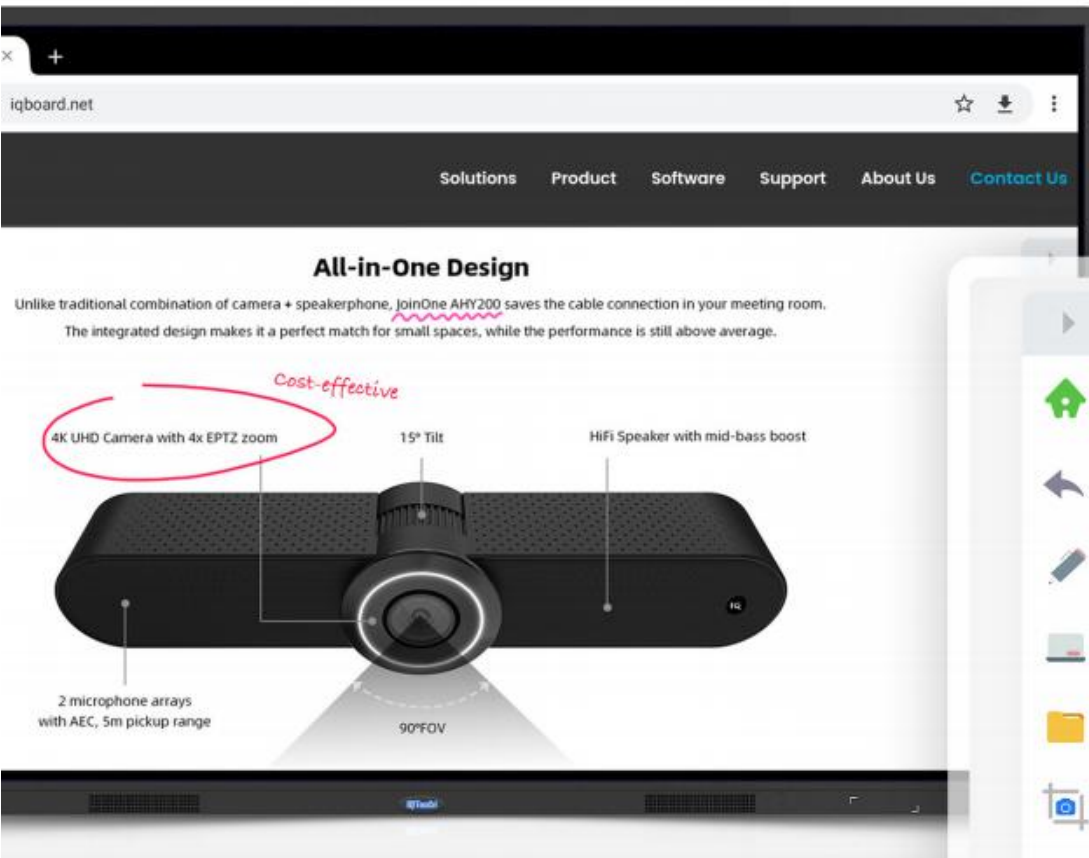 iqboard.net
Solutions Product Software Support About Us Contact Us
All-in-One Design
Unlike traditional combination of camera + speakerphone, JoinOne AHY200 saves the cable connection in your meeting room.
The integrated design makes it a perfect match for small spaces, while the performance is still above average.
Cost-effective
4K UHD Camera with 4x EPTZ zoom
15° Tilt
HiFi Speaker with mid-bass boost
IQ
2 microphone arrays
with AEC, 5m pickup range
90°FOV